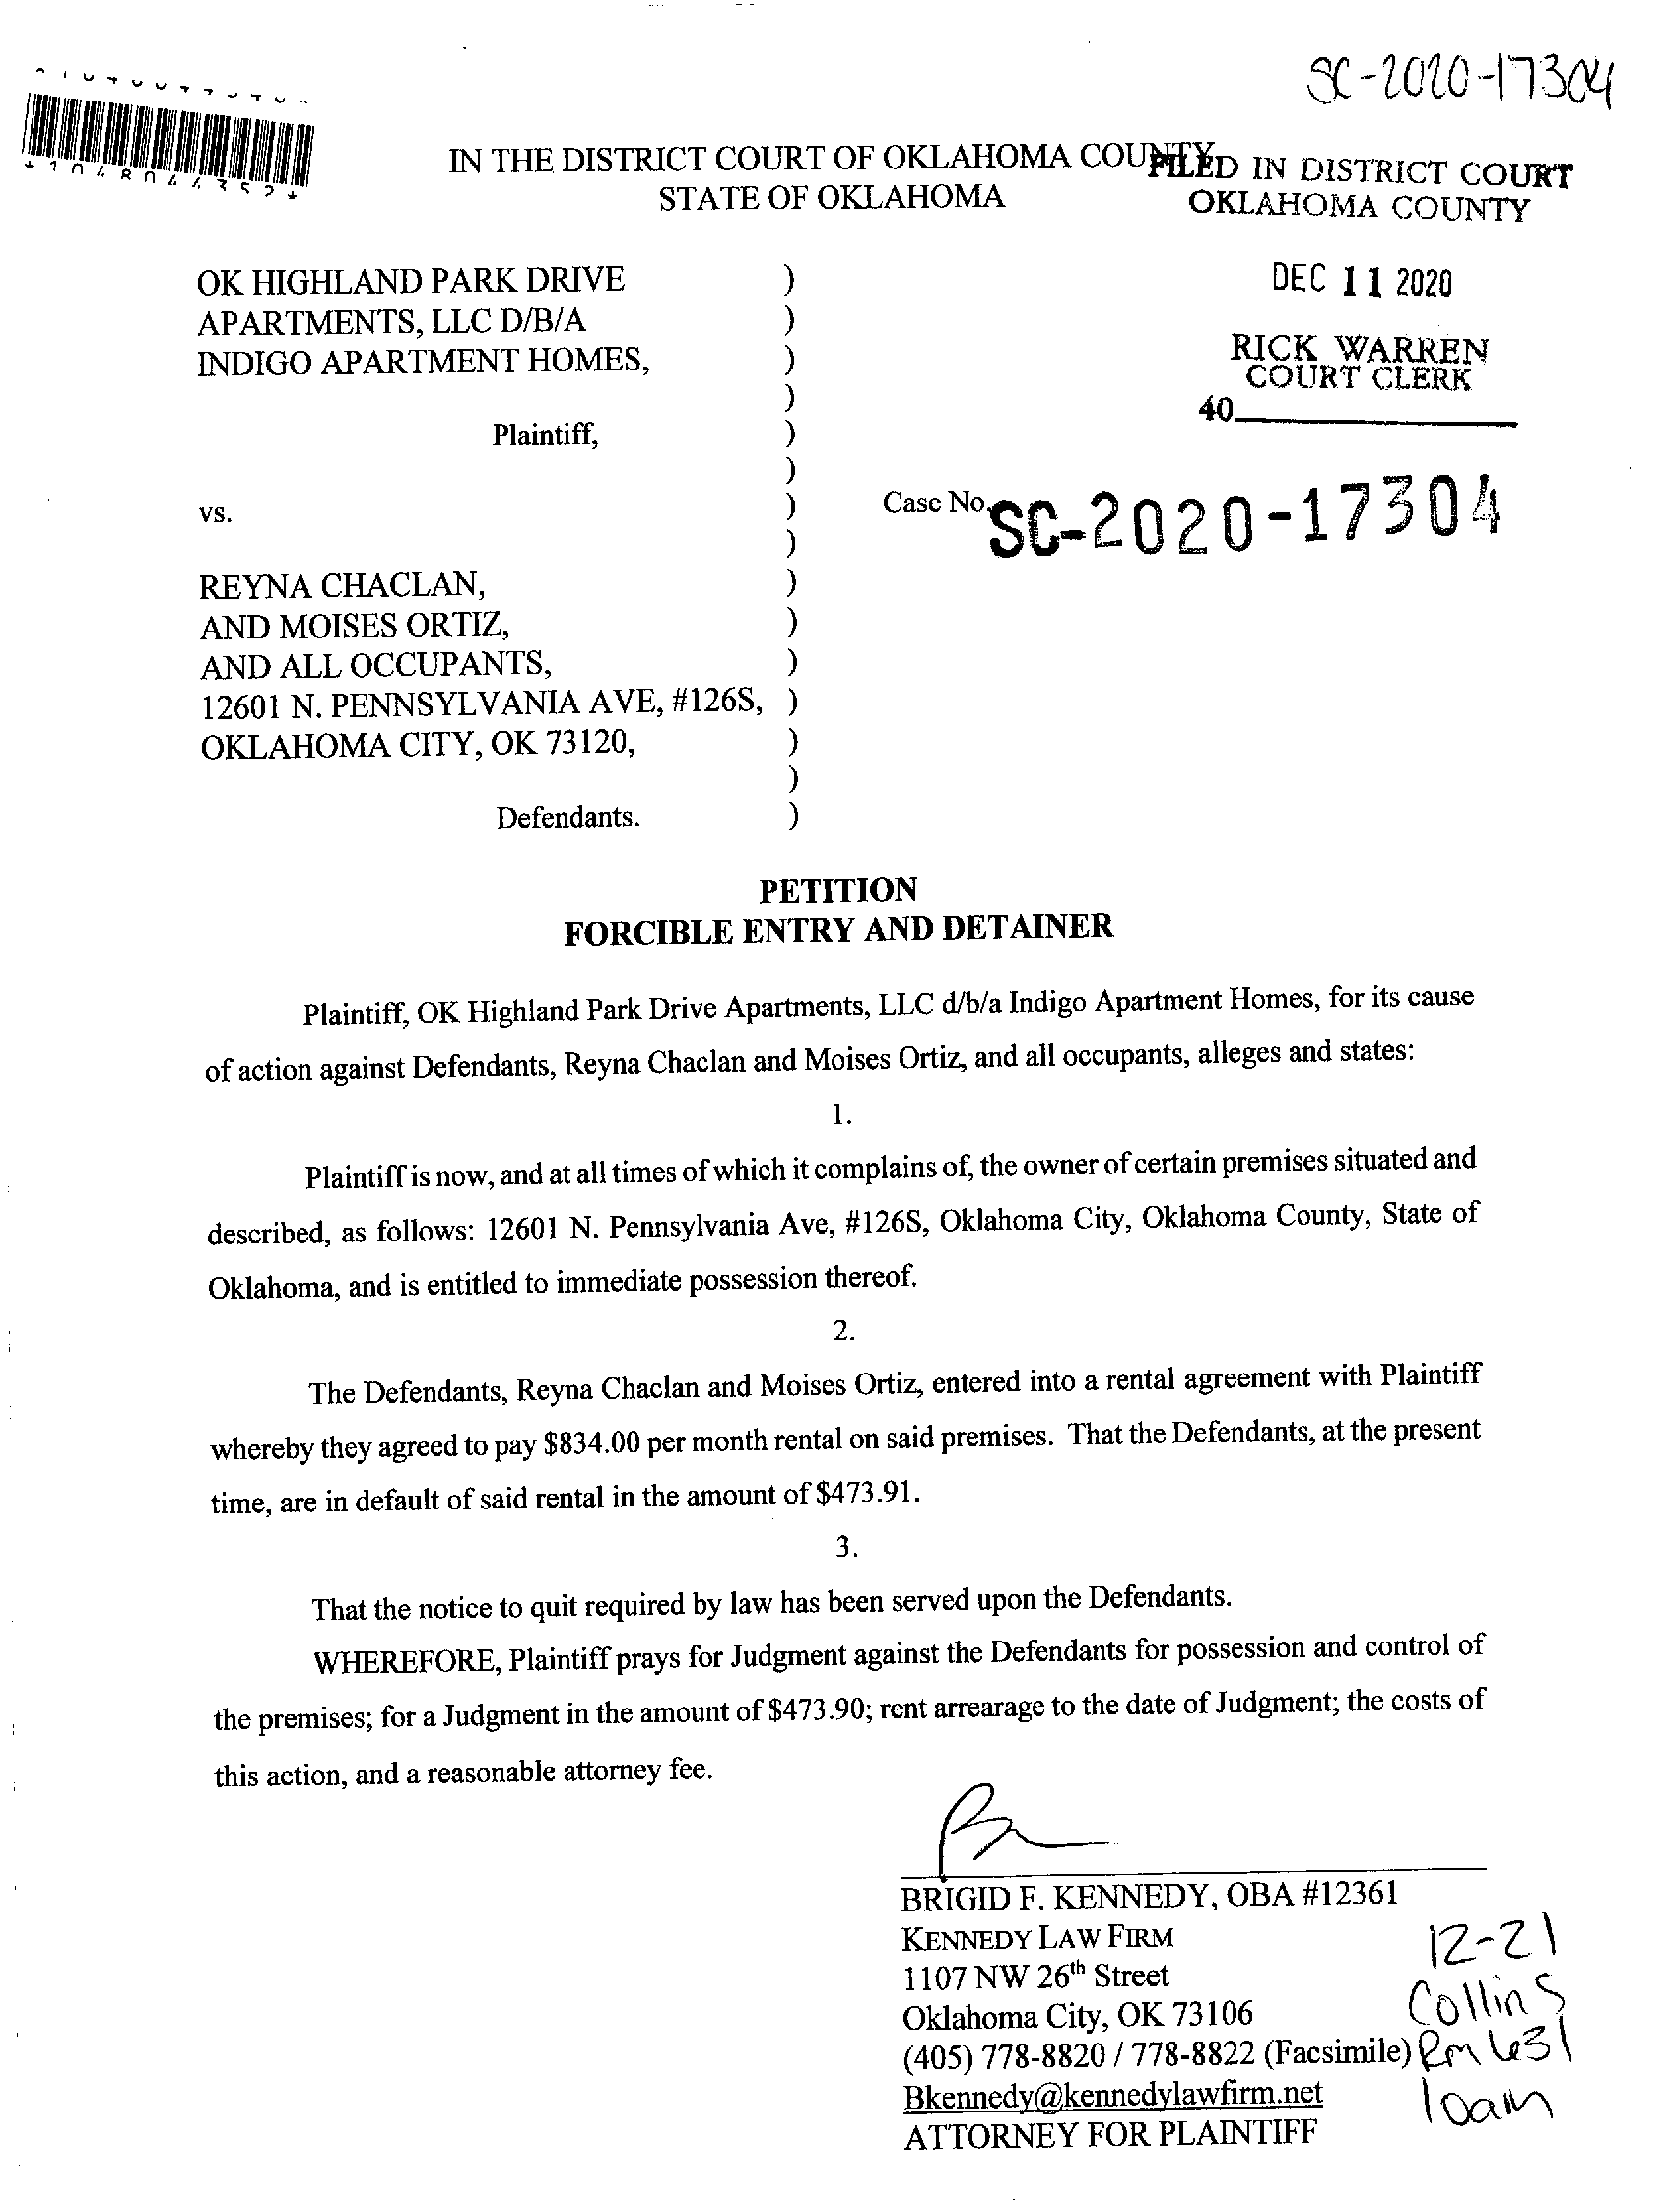 SC-2020-17304
*1048044352*
IN THE DISTRICT COURT OF OKLAHOMA COUNTY
STATE OF OKLAHOMA
FILED IN DISTRICT COURT
OKLAHOMA COUNTY
DEC 11 2020
RICK WARREN
COURT CLERK
40
OK HIGHLAND PARK DRIVE )
APARTMENTS, LLC D/B/A )
INDIGO APARTMENT HOMES, )
)
Plaintiff, )
)
vs. )
Case No. SC-2020-17304
)
REYNA CHACLAN, )
AND MOISES ORTIZ, )
AND ALL OCCUPANTS, )
12601 N. PENNSYLVANIA AVE, #126S, )
OKLAHOMA CITY, OK 73120, )
)
Defendants. )
PETITION
FORCIBLE ENTRY AND DETAINER
Plaintiff, OK Highland Park Drive Apartments, LLC d/b/a Indigo Apartment Homes, for its cause
of action against Defendants, Reyna Chaclan and Moises Ortiz, and all occupants, alleges and states:
1.
Plaintiff is now, and at all times of which it complains of, the owner of certain premises situated and
described, as follows: 12601 N. Pennsylvania Ave, #126S, Oklahoma City, Oklahoma County, State of
Oklahoma, and is entitled to immediate possession thereof.
2.
The Defendants, Reyna Chaclan and Moises Ortiz, entered into a rental agreement with Plaintiff
whereby they agreed to pay $834.00 per month rental on said premises. That the Defendants, at the present
time, are in default of said rental in the amount of $473.91.
3.
That the notice to quit required by law has been served upon the Defendants.
WHEREFORE, Plaintiff prays for Judgment against the Defendants for possession and control of
the premises; for a Judgment in the amount of $473.90; rent arrearage to the date of Judgment; the costs of
this action, and a reasonable attorney fee.
BRIGID F. KENNEDY, OBA #12361
KENNEDY LAW FIRM
1107 NW 26th Street
Oklahoma City, OK 73106
(405) 778-8820 / 778-8822 (Facsimile)
Bkennedy@kennedylawfirm.net
ATTORNEY FOR PLAINTIFF
12-21
Collins
Rm 631
10am